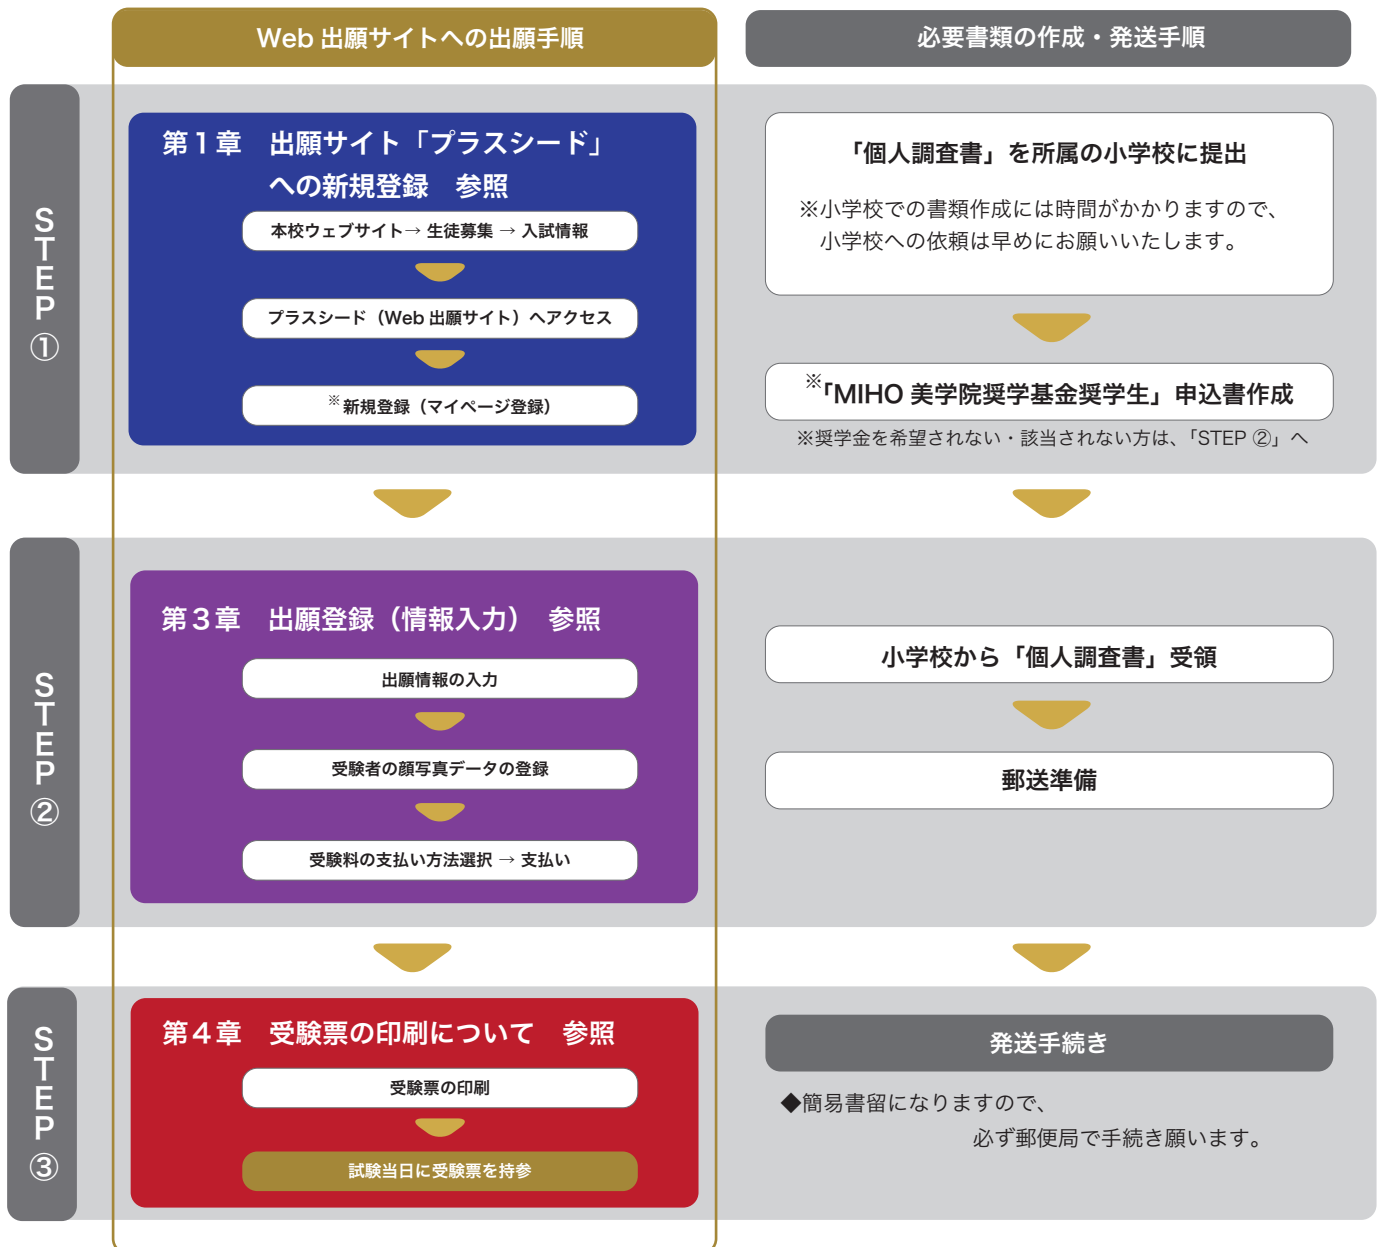 Web 出願サイトへの出願手順
必要書類の作成・発送手順
STEP①
第1章　出願サイト「プラスシード」
への新規登録　参照
本校ウェブサイト→ 生徒募集 → 入試情報
プラスシード（Web 出願サイト）へアクセス
※新規登録（マイページ登録）
「個人調査書」を所属の小学校に提出
※小学校での書類作成には時間がかかりますので、
小学校への依頼は早めにお願いいたします。
※「MIHO 美学院奨学基金奨学生」申込書作成
※奨学金を希望されない・該当されない方は、「STEP ②」へ
STEP②
第3章　出願登録（情報入力）　参照
出願情報の入力
受験者の顔写真データの登録
受験料の支払い方法選択 → 支払い
小学校から「個人調査書」受領
郵送準備
STEP③
第4章　受験票の印刷について　参照
受験票の印刷
試験当日に受験票を持参
発送手続き
◆簡易書留になりますので、
必ず郵便局で手続き願います。